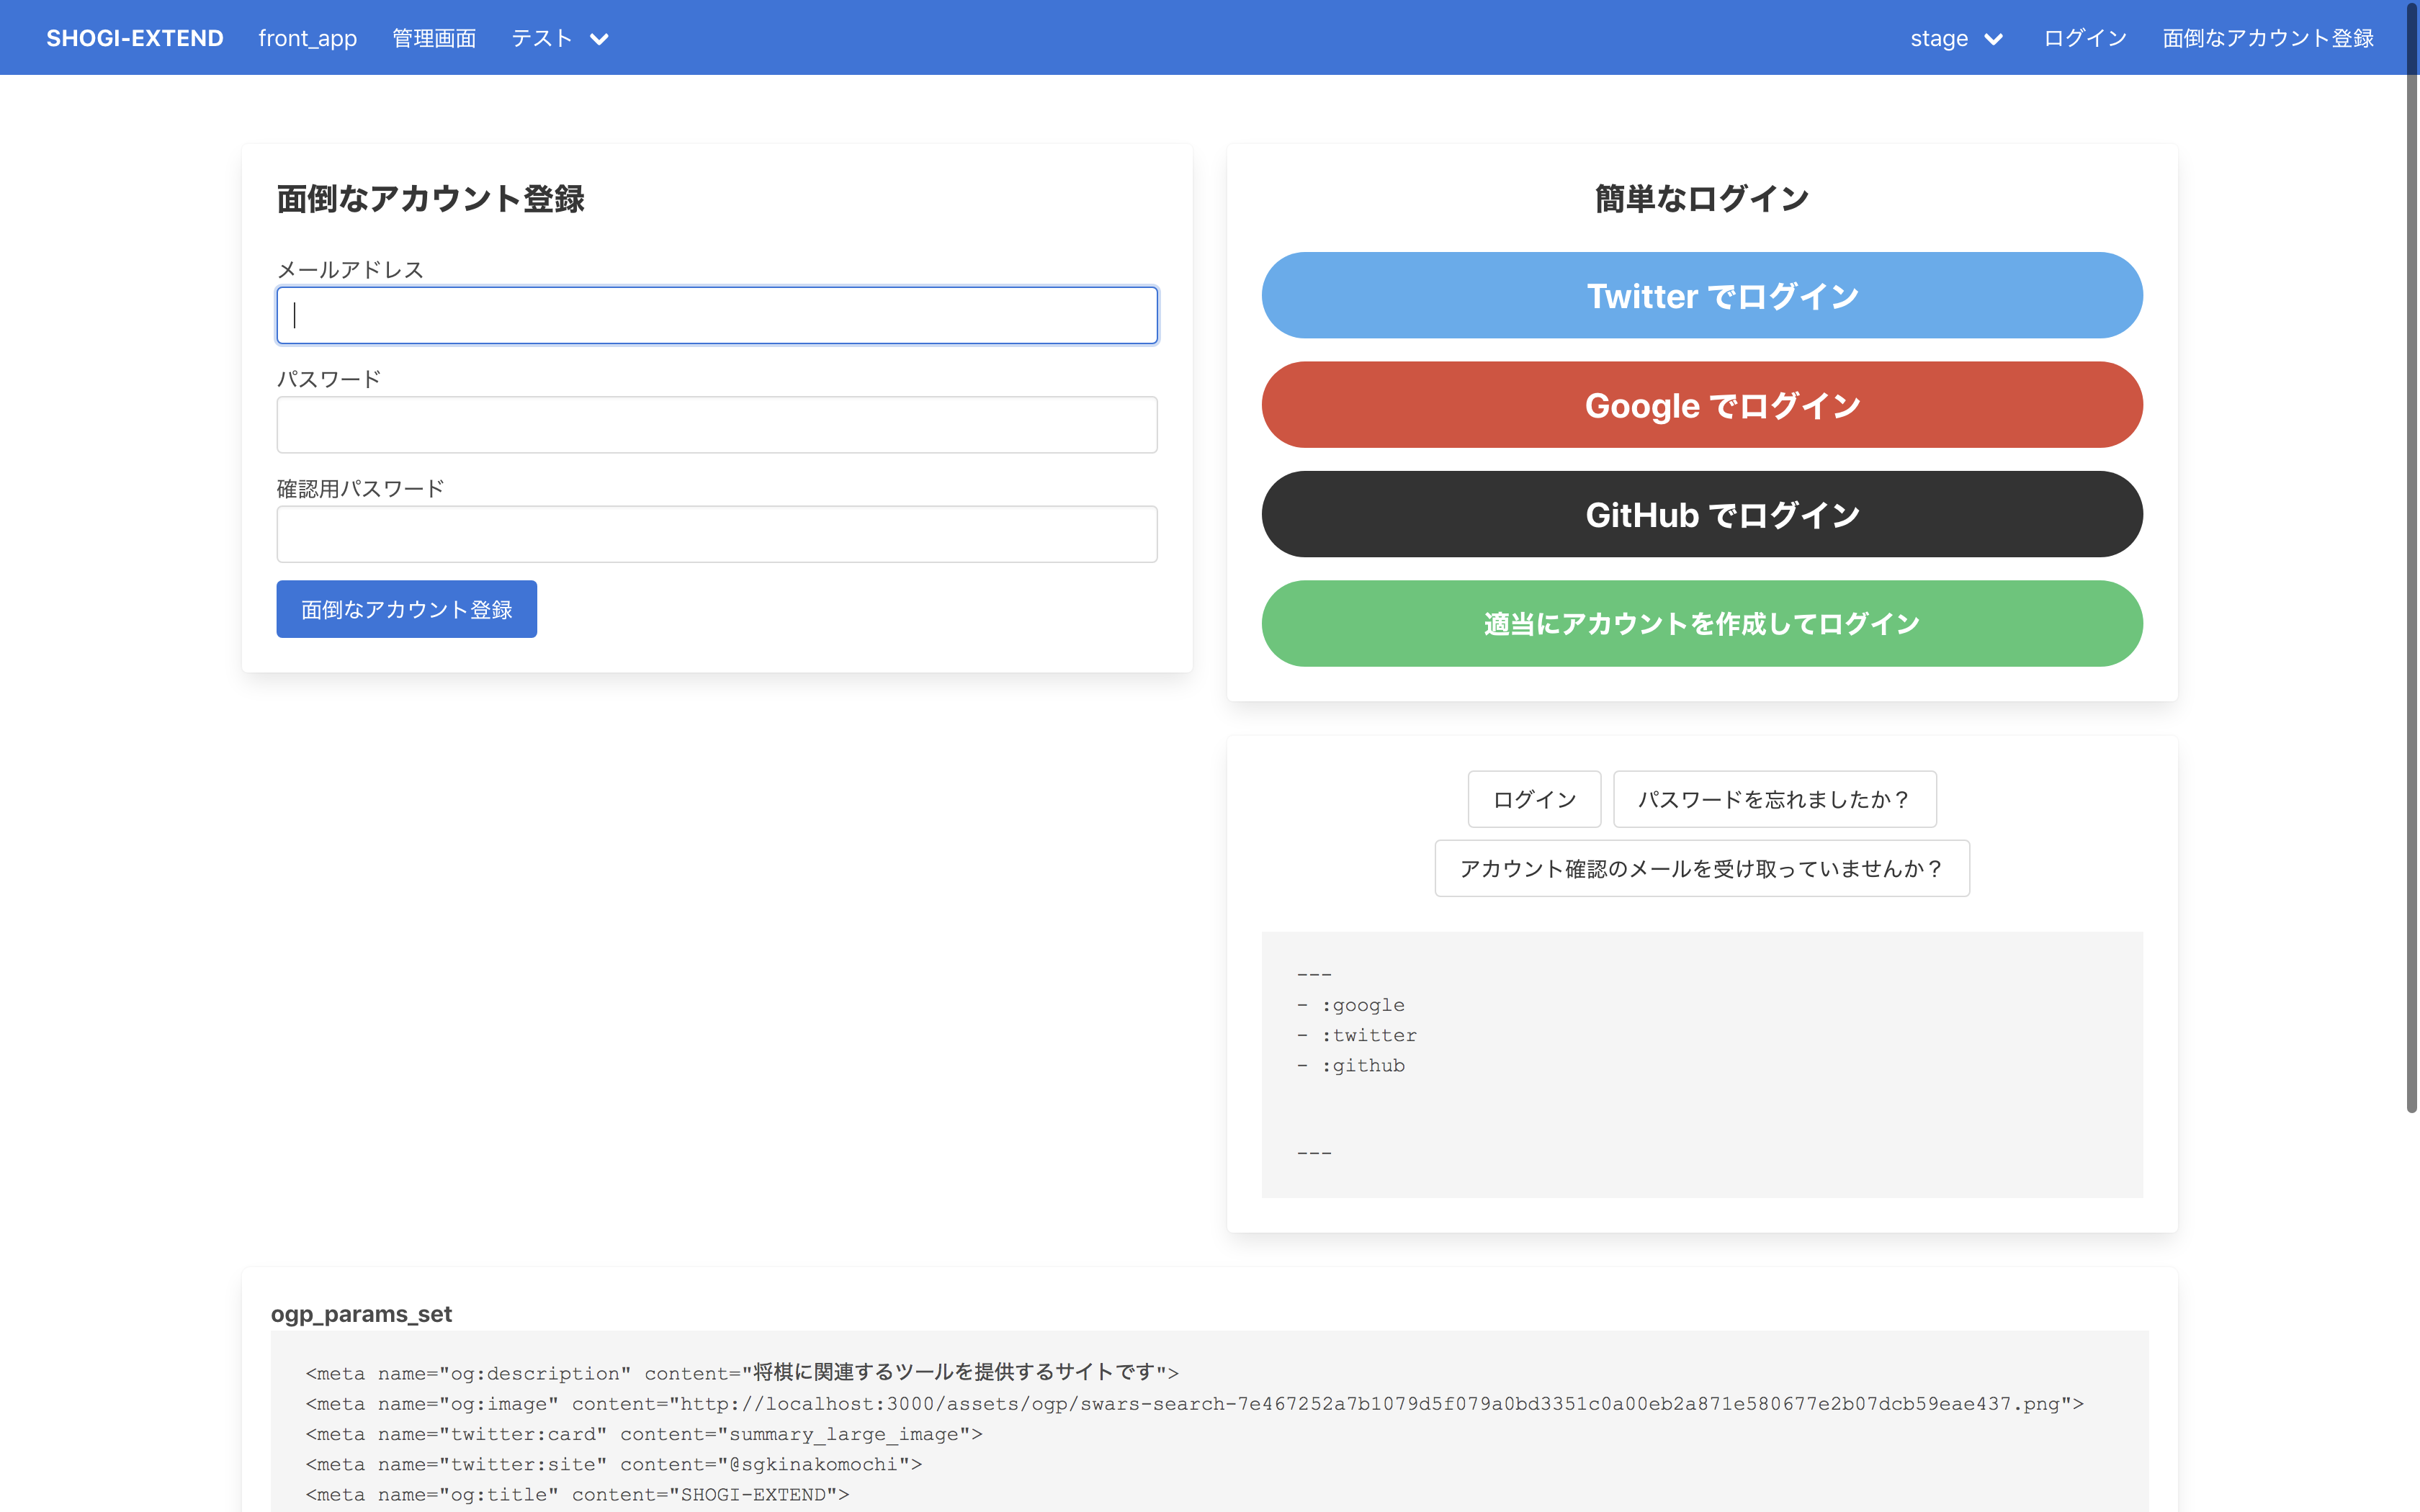 SHOGI-EXTEND front_app 管理画面 テスト stage ログイン 面倒なアカウント登録
面倒なアカウント登録
メールアドレス
パスワード
確認用パスワード
面倒なアカウント登録
簡単なログイン
Twitter でログイン
Google でログイン
GitHub でログイン
適当にアカウントを作成してログイン
ログイン パスワードを忘れましたか？
アカウント確認のメールを受け取っていませんか？
---
- :google
- :twitter
- :github
---
ogp_params_set
<meta name="og:description" content="将棋に関連するツールを提供するサイトです">
<meta name="og:image" content="http://localhost:3000/assets/ogp/swars-search-7e467252a7b1079d5f079a0bd3351c0a00eb2a871e580677e2b07dcb59eae437.png">
<meta name="twitter:card" content="summary_large_image">
<meta name="twitter:site" content="@sgkinakomochi">
<meta name="og:title" content="SHOGI-EXTEND">